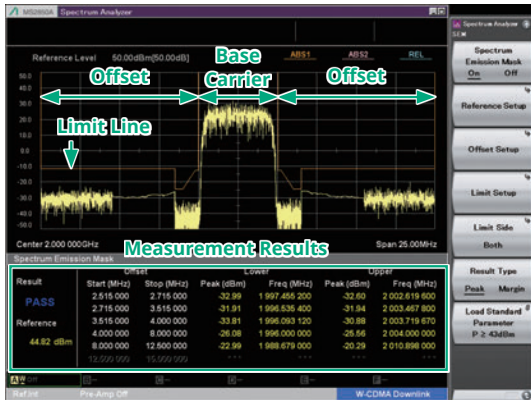 MS2850A Spectrum Analyzer
Reference Level 50.00dBm[50.00dB]
ABS1 ABS2 REL
Offset
Base
Carrier
Offset
Limit Line
50.0
40.0
30.0
20.0
10.0
0.0
-10.0
-20.0
-30.0
-40.0
-50.0
Center 2.000 000GHz
Span 25.00MHz
Measurement Results
Spectrum Emission Mask
Offset Lower Upper
Result Start (MHz) Stop (MHz) Peak (dBm) Freq (MHz) Peak (dBm) Freq (MHz)
PASS
Reference
44.82 dBm
2.515 000 2.715 000 -32.99 1 997.455 200 -32.60 2 002.619 600
2.715 000 3.515 000 -31.91 1 996.535 400 -31.94 2 003.467 800
3.515 000 4.000 000 -33.81 1 996.093 120 -30.88 2 003.719 670
4.000 000 8.000 000 -26.08 1 996.000 000 -25.56 2 004.000 000
8.000 000 12.500 000 -22.99 1 988.679 000 -20.29 2 010.898 000
12.500 000 15.000 000 *** *** *** ***
Off
Ref.Int Pre-Amp Off
W-CDMA Downlink
Spectrum Analyzer
SEM
Spectrum
Emission Mask
On Off
Reference Setup
Offset Setup
Limit Setup
Limit Side
Both
Result Type
Peak Margin
Load Standard
Parameter
P ≥ 43dBm